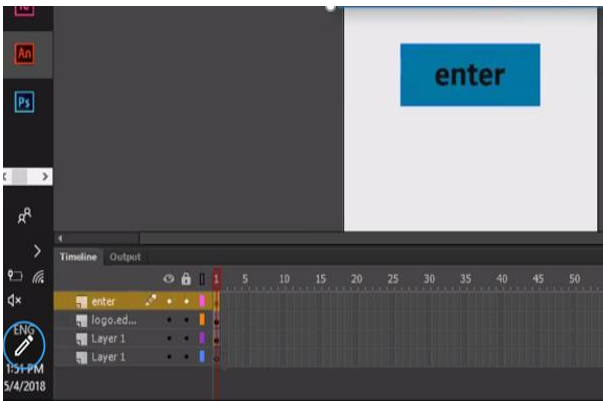 An
Ps
enter
Timeline Output
1 5 10 15 20 25 30 35 40 45 50
enter
logo.ed...
Layer 1
Layer 1
ENG
1:51 PM
5/4/2018